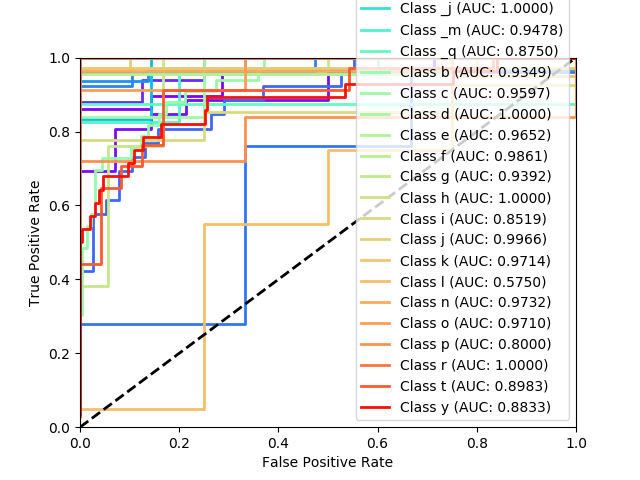 Class _j (AUC: 1.0000)
Class _m (AUC: 0.9478)
Class _q (AUC: 0.8750)
Class b (AUC: 0.9349)
Class c (AUC: 0.9597)
Class d (AUC: 1.0000)
Class e (AUC: 0.9652)
Class f (AUC: 0.9861)
Class g (AUC: 0.9392)
Class h (AUC: 1.0000)
Class i (AUC: 0.8519)
Class j (AUC: 0.9966)
Class k (AUC: 0.9714)
Class l (AUC: 0.5750)
Class n (AUC: 0.9732)
Class o (AUC: 0.9710)
Class p (AUC: 0.8000)
Class r (AUC: 1.0000)
Class t (AUC: 0.8983)
Class y (AUC: 0.8833)
1.0
0.8
0.6
0.4
0.2
0.0
True Positive Rate
0.0 0.2 0.4 0.6 0.8 1.0
False Positive Rate